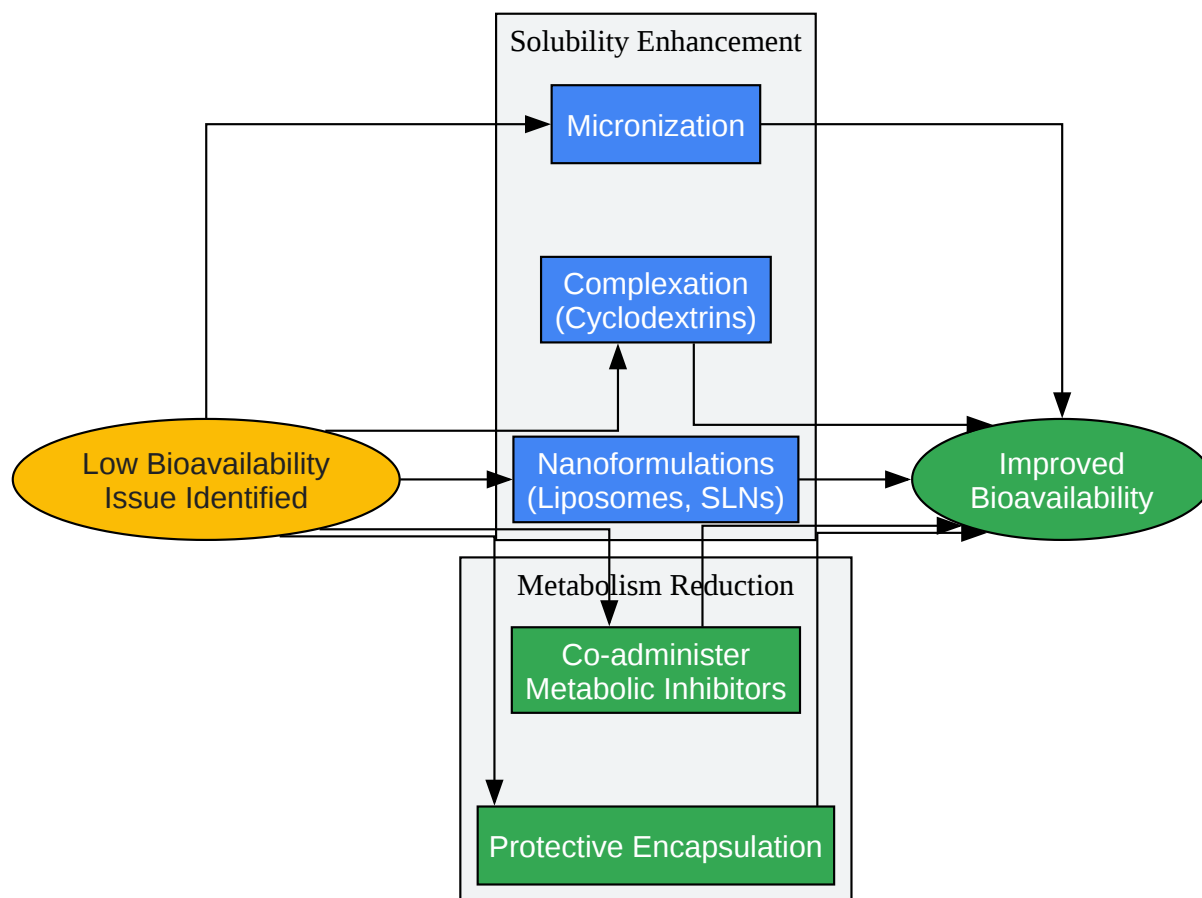 Solubility Enhancement
Micronization
Complexation
(Cyclodextrins)
Low Bioavailability
Issue Identified
Nanoformulations
(Liposomes, SLNs)
Improved
Bioavailability
Metabolism Reduction
Co-administer
Metabolic Inhibitors
Protective Encapsulation